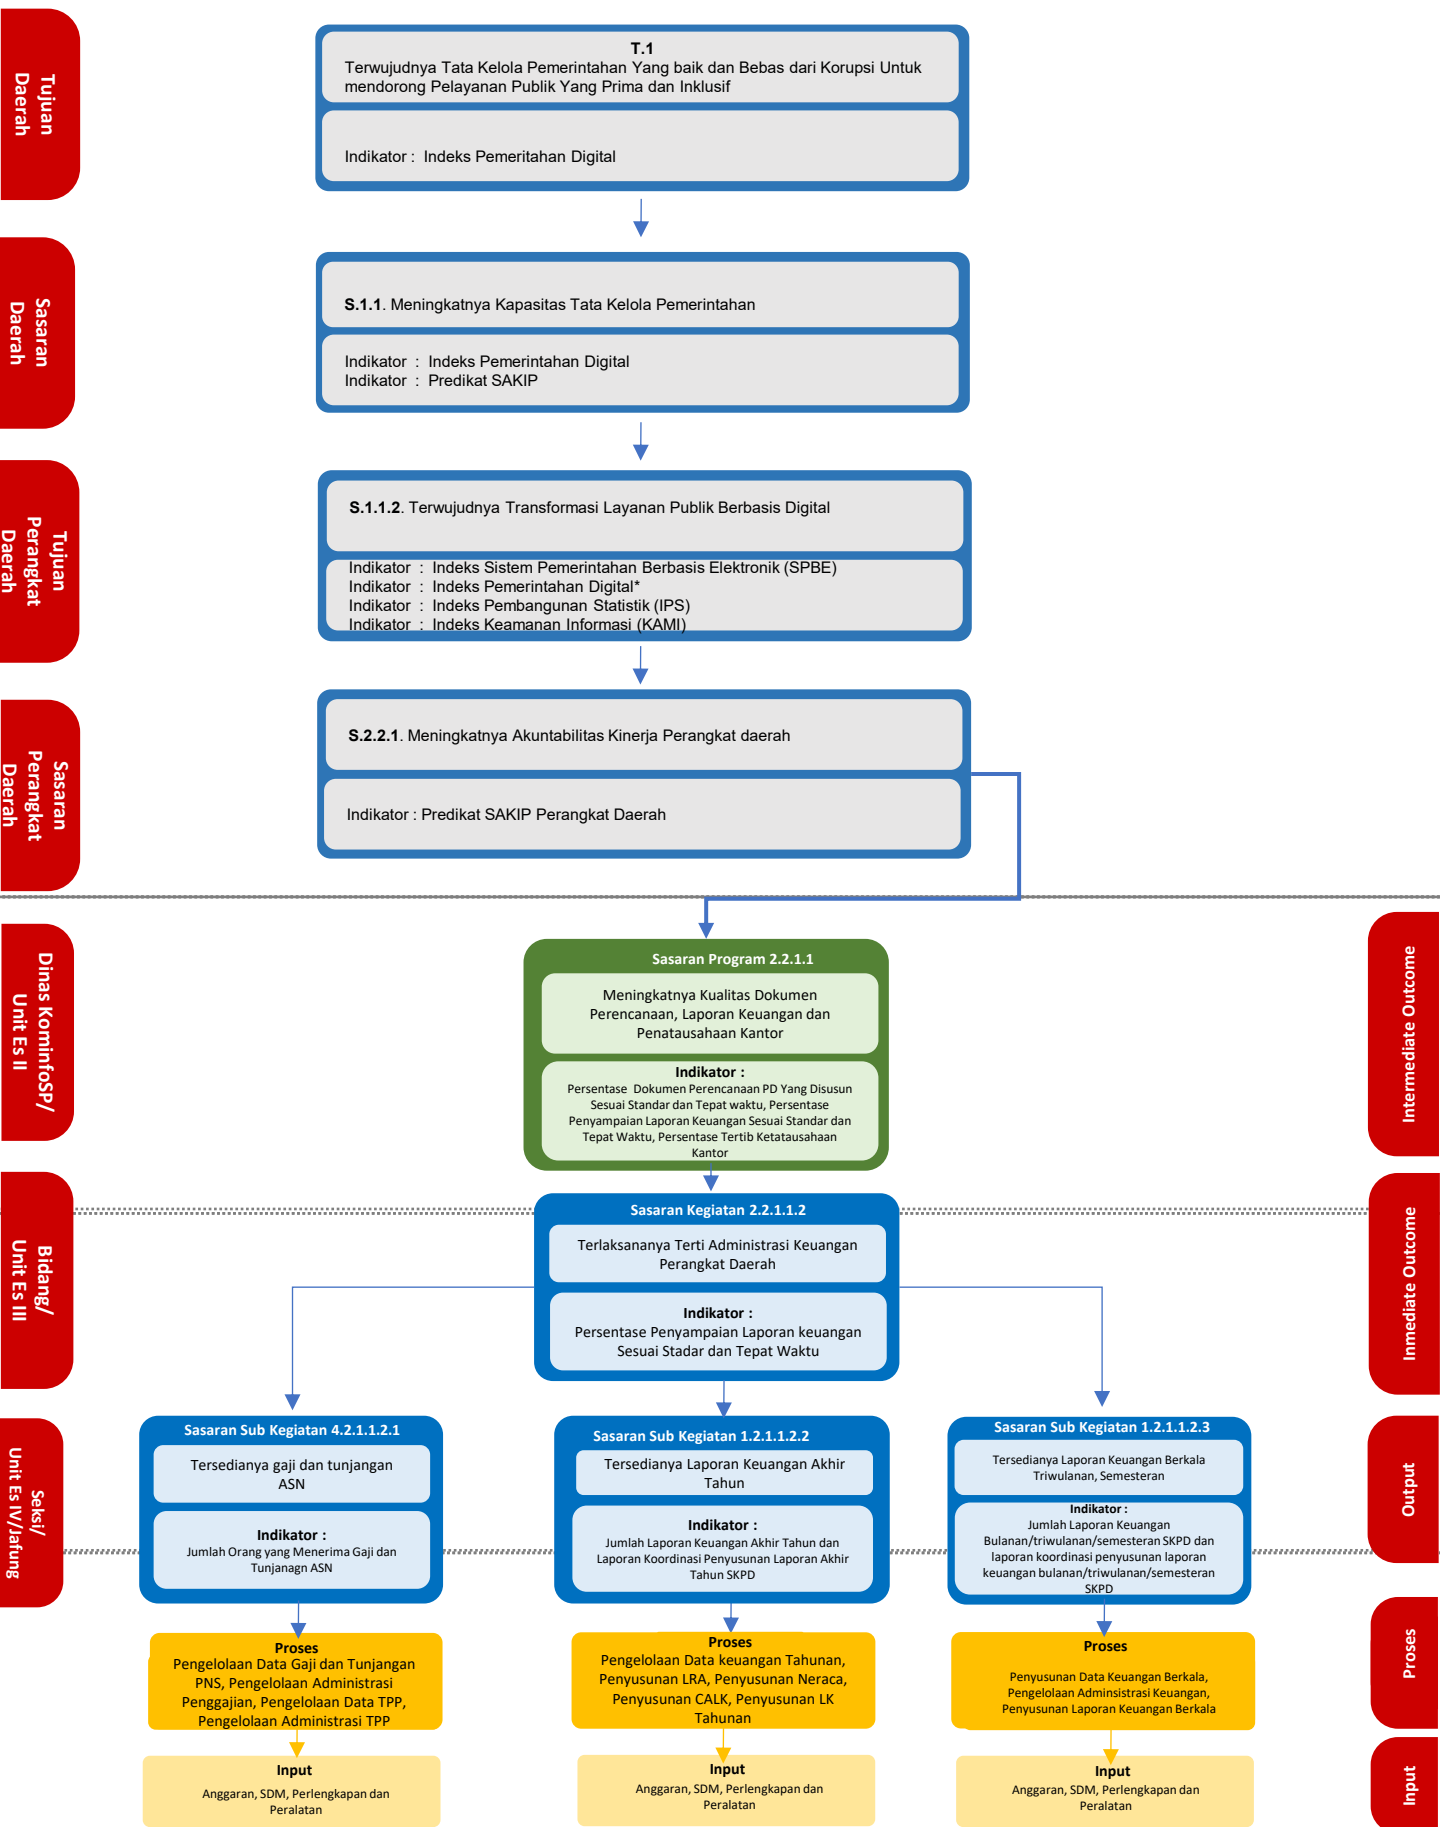 Tujuan
Daerah
T.1
Terwujudnya Tata Kelola Pemerintahan Yang baik dan Bebas dari Korupsi Untuk
mendorong Pelayanan Publik Yang Prima dan Inklusif
Indikator : Indeks Pemeritahan Digital
Sasaran
Daerah
S.1.1. Meningkatnya Kapasitas Tata Kelola Pemerintahan
Indikator : Indeks Pemerintahan Digital
Indikator : Predikat SAKIP
Tujuan
Perangkat
Daerah
S.1.1.2. Terwujudnya Transformasi Layanan Publik Berbasis Digital
Indikator : Indeks Sistem Pemerintahan Berbasis Elektronik (SPBE)
Indikator : Indeks Pemerintahan Digital*
Indikator : Indeks Pembangunan Statistik (IPS)
Indikator : Indeks Keamanan Informasi (KAMI)
Sasaran
Perangkat
Daerah
S.2.2.1. Meningkatnya Akuntabilitas Kinerja Perangkat daerah
Indikator : Predikat SAKIP Perangkat Daerah
Dinas KominfoSP/
Unit Es II
Sasaran Program 2.2.1.1
Meningkatnya Kualitas Dokumen
Perencanaan, Laporan Keuangan dan
Penatausahaan Kantor
Indikator :
Persentase Dokumen Perencanaan PD Yang Disusun
Sesuai Standar dan Tepat waktu, Persentase
Penyampaian Laporan Keuangan Sesuai Standar dan
Tepat Waktu, Persentase Tertib Ketatausahaan
Kantor
Intermediate Outcome
Bidang/
Unit Es III
Sasaran Kegiatan 2.2.1.1.2
Terlaksananya Terti Administrasi Keuangan
Perangkat Daerah
Indikator :
Persentase Penyampaian Laporan keuangan
Sesuai Stadar dan Tepat Waktu
Inmediate Outcome
Seksi/
Unit Es IV/Jafung
Sasaran Sub Kegiatan 4.2.1.1.2.1
Tersedianya gaji dan tunjangan
ASN
Indikator :
Jumlah Orang yang Menerima Gaji dan
Tunjanagn ASN
Sasaran Sub Kegiatan 1.2.1.1.2.2
Tersedianya Laporan Keuangan Akhir
Tahun
Indikator :
Jumlah Laporan Keuangan Akhir Tahun dan
Laporan Koordinasi Penyusunan Laporan Akhir
Tahun SKPD
Sasaran Sub Kegiatan 1.2.1.1.2.3
Tersedianya Laporan Keuangan Berkala
Triwulanan, Semesteran
Indikator :
Jumlah Laporan Keuangan
Bulanan/triwulanan/semesteran SKPD dan
laporan koordinasi penyusunan laporan
keuangan bulanan/triwulanan/semesteran
SKPD
Output
Proses
Pengelolaan Data Gaji dan Tunjangan
PNS, Pengelolaan Administrasi
Penggajian, Pengelolaan Data TPP,
Pengelolaan Administrasi TPP
Proses
Pengelolaan Data keuangan Tahunan,
Penyusunan LRA, Penyusunan Neraca,
Penyusunan CALK, Penyusunan LK
Tahunan
Proses
Penyusunan Data Keuangan Berkala,
Pengelolaan Adminsistrasi Keuangan,
Penyusunan Laporan Keuangan Berkala
Proses
Input
Anggaran, SDM, Perlengkapan dan
Peralatan
Input
Anggaran, SDM, Perlengkapan dan
Peralatan
Input
Anggaran, SDM, Perlengkapan dan
Peralatan
Input